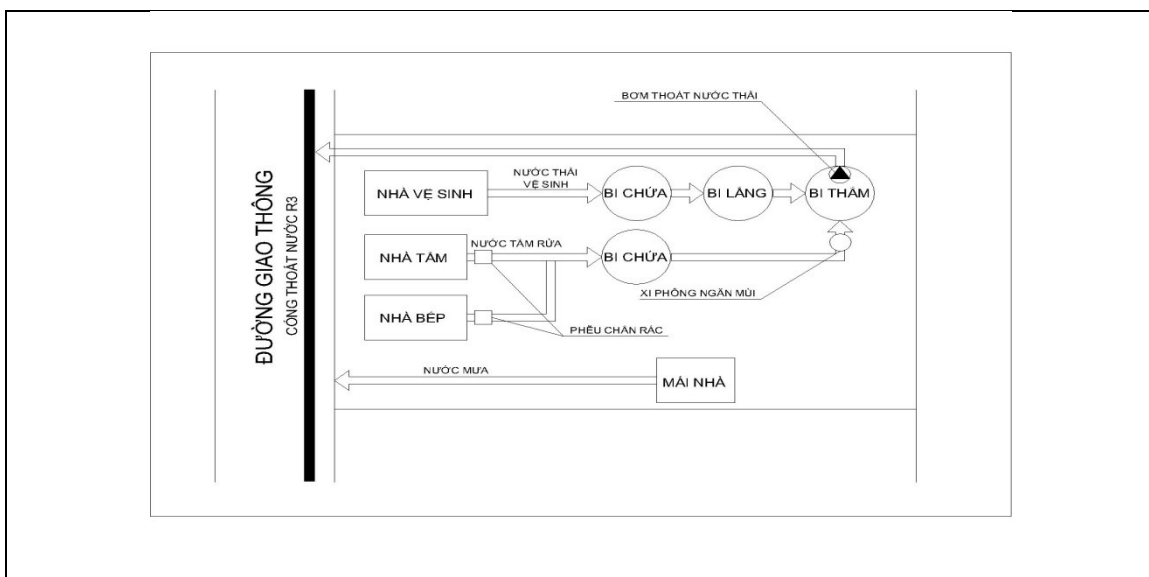 BƠM THOÁT NƯỚC THẢI
ĐƯỜNG GIAO THÔNG
CỐNG THOÁT NƯỚC R3
NƯỚC THẢI
VỆ SINH
NHÀ VỆ SINH
BI CHỨA
BI LẮNG
BI THẤM
NƯỚC TẮM RỬA
NHÀ TẮM
BI CHỨA
XI PHÔNG NGĂN MÙI
NHÀ BẾP
PHỄU CHẮN RÁC
NƯỚC MƯA
MÁI NHÀ